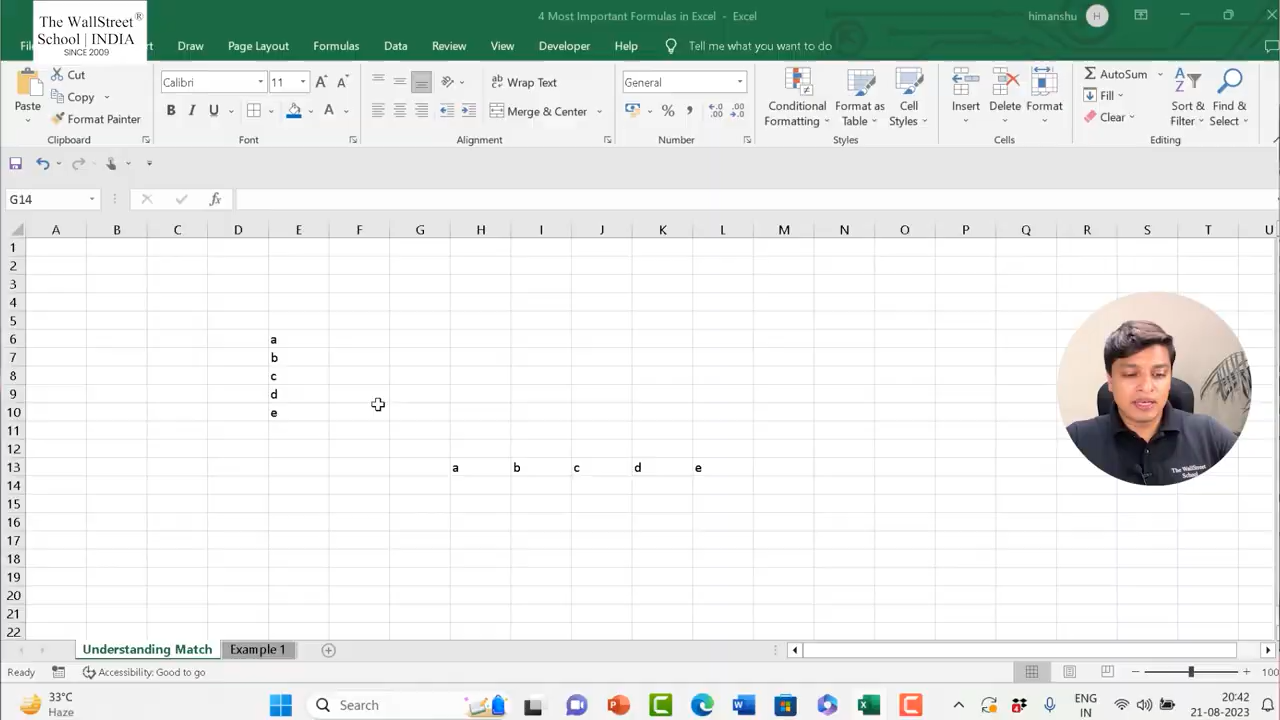 The WallStreet®
School | INDIA
SINCE 2009
4 Most Important Formulas in Excel - Excel
himanshu
H
Draw
Page Layout
Formulas
Data
Review
View
Developer
Help
Tell me what you want to do
Paste
Cut
Copy
Format Painter
Clipboard
Calibri
11
B I U
Font
Wrap Text
Merge & Center
Alignment
General
%
Number
Conditional
Formatting
Format as
Table
Cell
Styles
Styles
Insert
Delete
Format
Cells
AutoSum
Fill
Clear
Sort &
Filter
Find &
Select
Editing
G14
fx
A B C D E F G H I J K L M N O P Q R S T U
1
2
3
4
5
6 a
7 b
8 c
9 d
10 e
11
12
13 a b c d e
14
15
16
17
18
19
20
21
22
The WallStreet
School
Understanding Match
Example 1
Ready
Accessibility: Good to go
100
33°C
Haze
Search
ENG
IN
20:42
21-08-2023